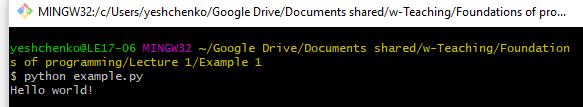 MINGW32:/c/Users/yeshchenko/Google Drive/Documents shared/w-Teaching/Foundations of pro...
yeshchenko@LE17-06 MINGW32 ~/Google Drive/Documents shared/w-Teaching/Foundation
s of programming/Lecture 1/Example 1
$ python example.py
Hello world!